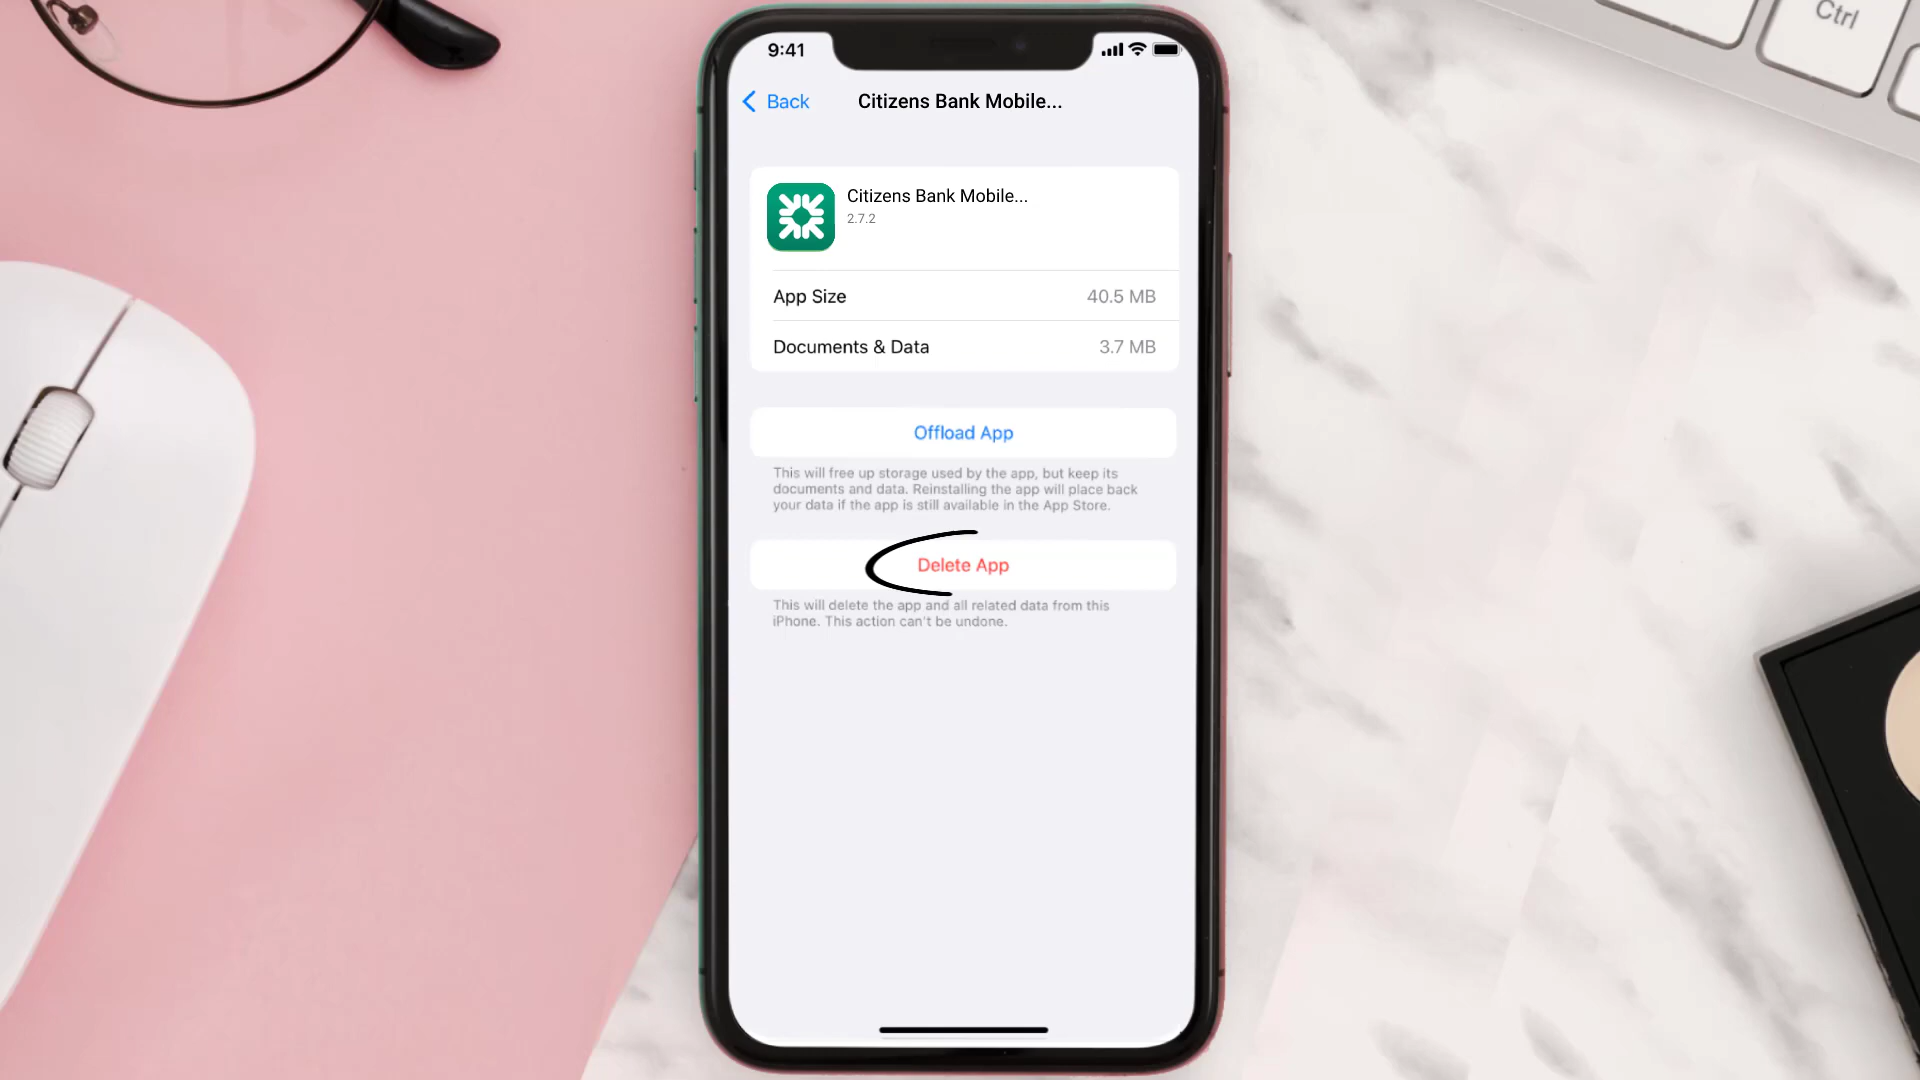 Ctrl
9:41
Back
Citizens Bank Mobile...
Citizens Bank Mobile...
2.7.2
App Size
40.5 MB
Documents & Data
3.7 MB
Offload App
This will free up storage used by the app, but keep its
documents and data. Reinstalling the app will place back
your data if the app is still available in the App Store.
Delete App
This will delete the app and all related data from this
iPhone. This action can't be undone.